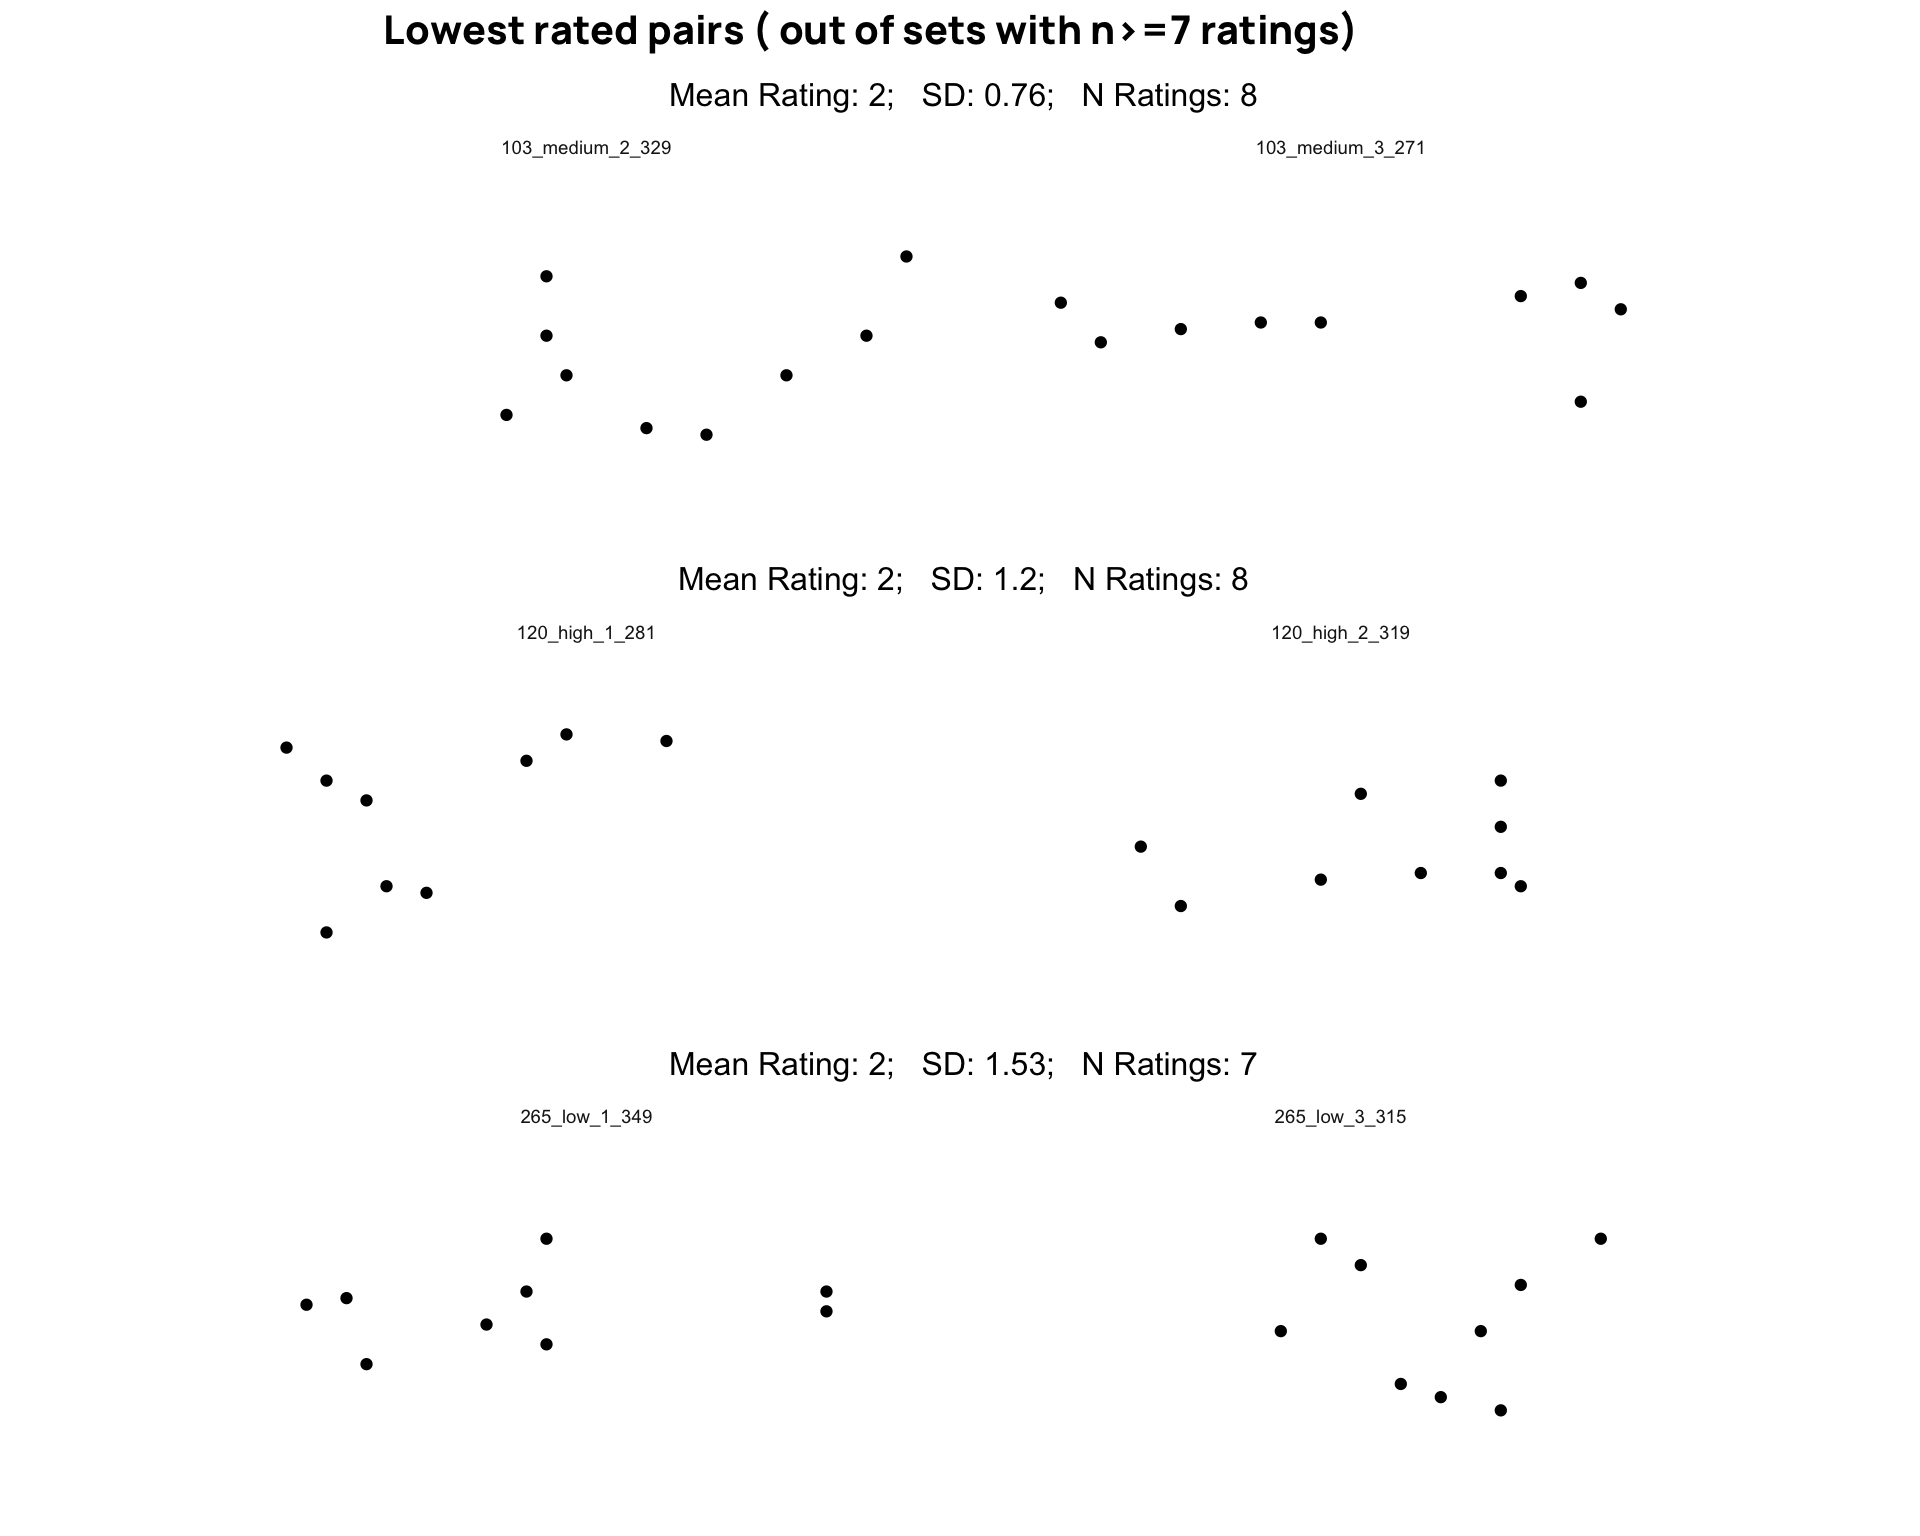 Lowest rated pairs ( out of sets with n>=7 ratings)
Mean Rating: 2;   SD: 0.76;   N Ratings: 8
103_medium_2_329
103_medium_3_271
Mean Rating: 2;   SD: 1.2;   N Ratings: 8
120_high_1_281
120_high_2_319
Mean Rating: 2;   SD: 1.53;   N Ratings: 7
265_low_1_349
265_low_3_315